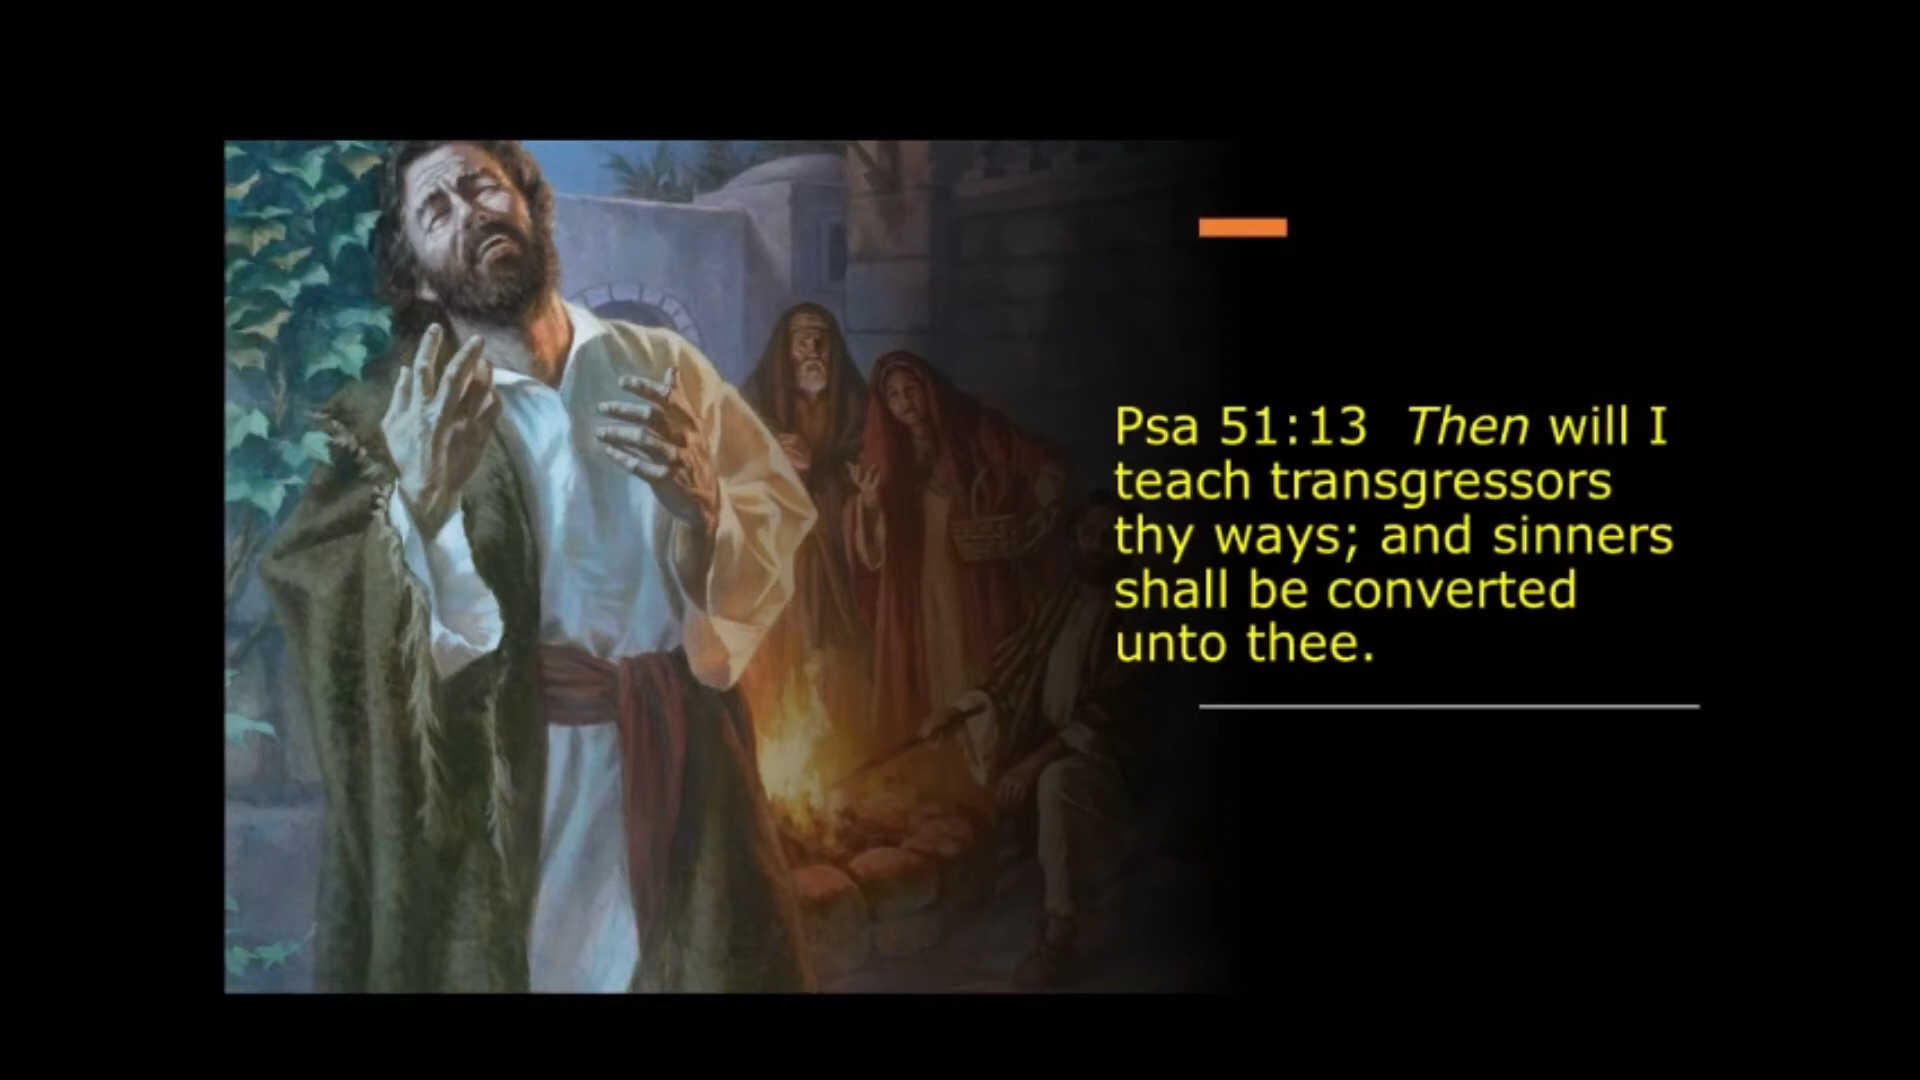 Psa 51:13  Then will I
teach transgressors
thy ways; and sinners
shall be converted
unto thee.